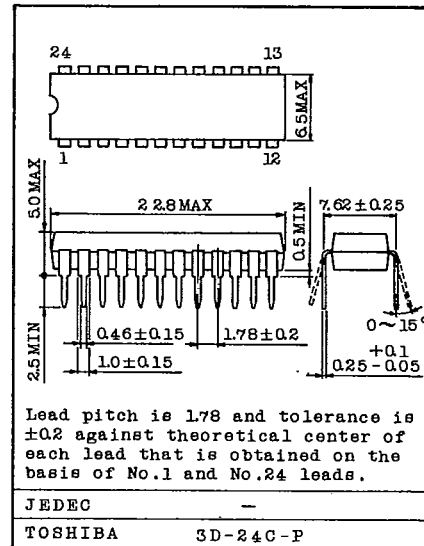 24 13
6.5MAX
1 12
5.0MAX
22.8MAX
0.5MIN
7.62±0.25
2.5MIN
0.46±0.15
1.78±0.2
1.0±0.15
0~15°
+0.1
0.25-0.05
Lead pitch is 1.78 and tolerance is
±0.2 against theoretical center of
each lead that is obtained on the
basis of No.1 and No.24 leads.
JEDEC —
TOSHIBA 3D-24C-P